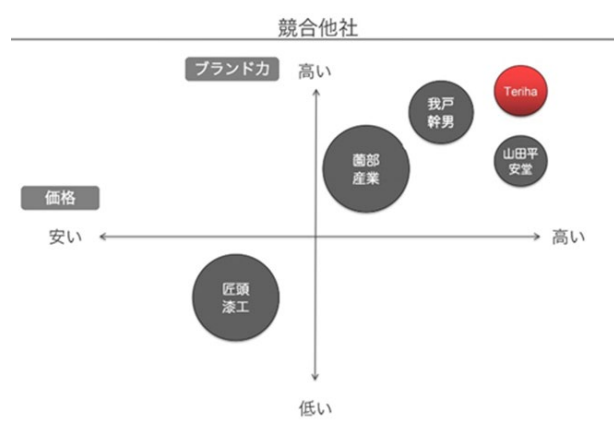 競合他社
ブランド力
高い
Teriha
我戸
幹男
薗部
産業
山田平
安堂
価格
安い
高い
匠頭
漆工
低い